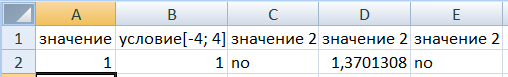 A B C D E
1 значение условие[-4; 4] значение 2 значение 2 значение 2
2 1 1 no 1,3701308 no